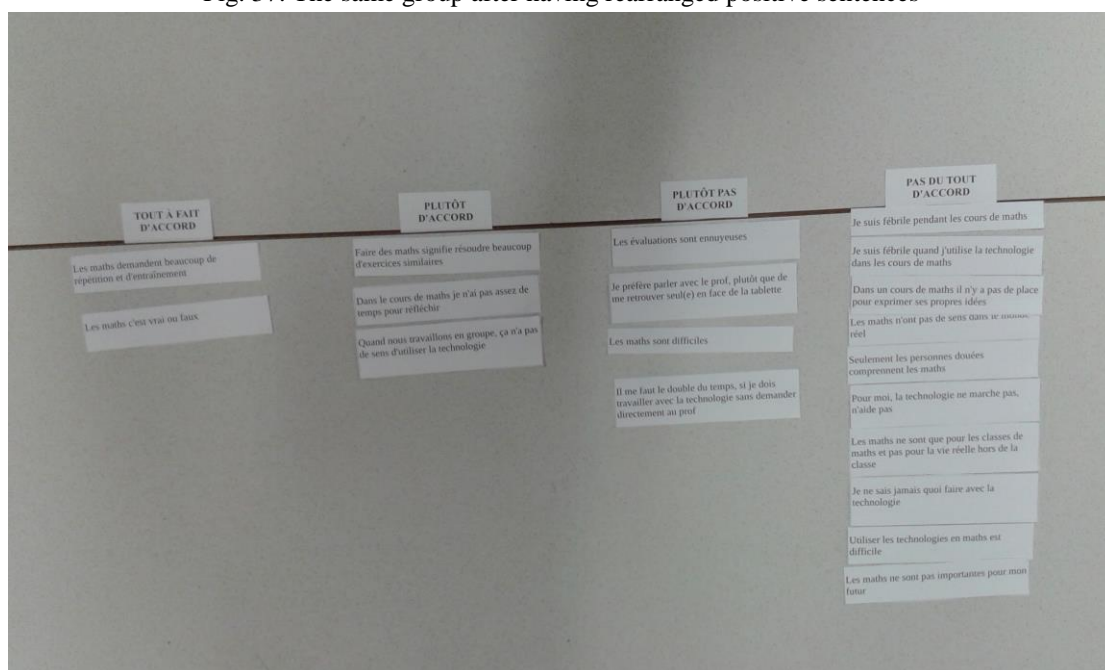 Fig. 37. The same group after having rearranged positive sentences
TOUT À FAIT
D'ACCORD
Les maths demandent beaucoup de
répetition et d'entraînement
Les maths c'est vrai ou faux
PLUTÔT
D'ACCORD
Faire des maths signifie résoudre beaucoup
d'exercices similaires
Dans le cours de maths je n'ai pas assez de
temps pour réfléchir
Quand nous travaillons en groupe, ça n'a pas
de sens d'utiliser la technologie
PLUTÔT PAS
D'ACCORD
Les évaluations sont ennuyeuses
Je préfère parler avec le prof, plutôt que de
me retrouver seul(e) en face de la tablette
Les maths sont difficiles
Il me faut le double du temps, si je dois
travailler avec la technologie sans demander
directement au prof
PAS DU TOUT
D'ACCORD
Je suis fébrile pendant les cours de maths
Je suis fébrile quand j'utilise la technologie
dans les cours de maths
Dans un cours de maths il n'y a pas de place
pour exprimer ses propres idées
Les maths n'ont pas de sens dans le monde
réel
Seulement les personnes douées
comprennent les maths
Pour moi, la technologie ne marche pas,
n'aide pas
Les maths ne sont que pour les classes de
maths et pas pour la vie réelle hors de la
classe
Je ne sais jamais quoi faire avec la
technologie
Utiliser les technologies en maths est
difficile
Les maths ne sont pas importantes pour mon
futur